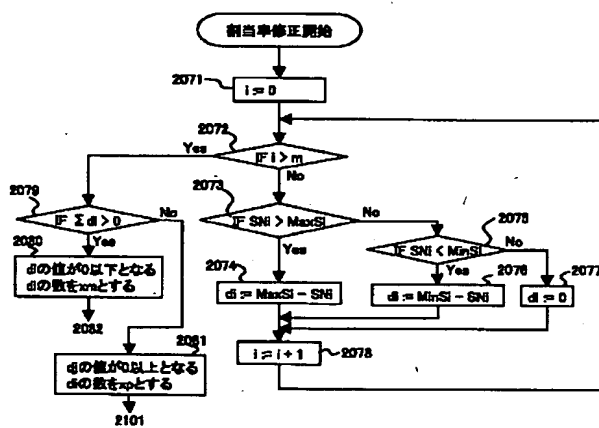 割当率修正開始
2071
i := 0
2072
IF i > m
Yes
No
2079
IF Σ di > 0
Yes
No
2073
IF SNi > MaxSi
Yes
No
2075
IF SNi < MinSi
Yes
No
2080
diの値が0以下となる
diの数をxmとする
2082
2074
di := MaxSi − SNi
2076
di := MinSi − SNi
2077
di := 0
2081
diの値が0以上となる
diの数をxpとする
2101
i := i + 1
2078